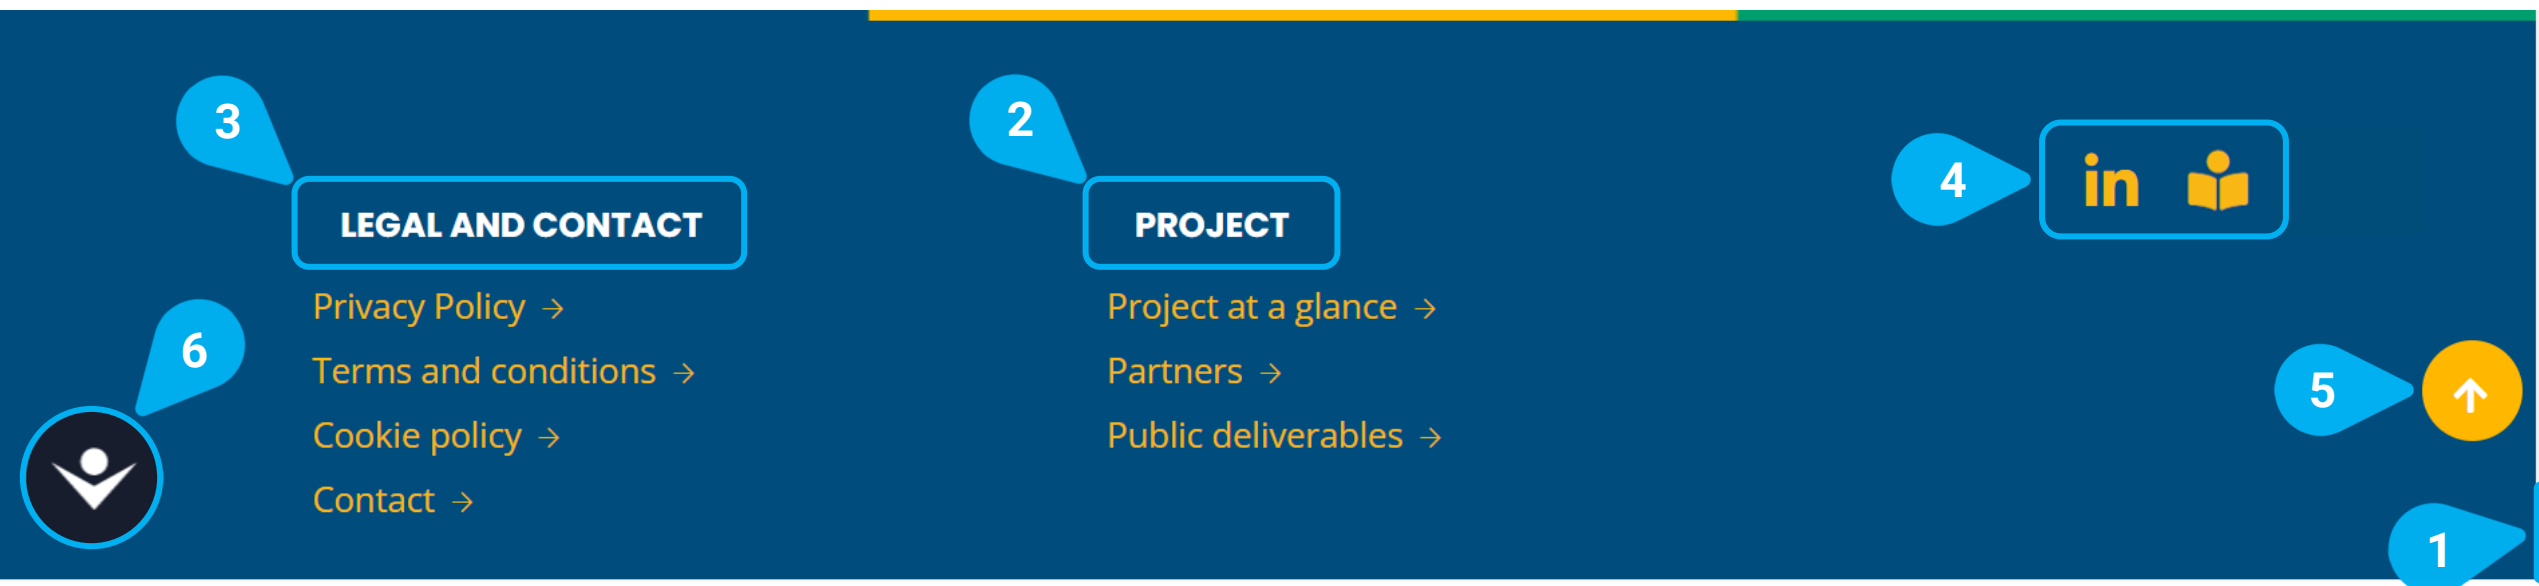 3
2
4
in
LEGAL AND CONTACT
PROJECT
Privacy Policy →
Project at a glance →
6
Terms and conditions →
Partners →
5
Cookie policy →
Public deliverables →
Contact →
1